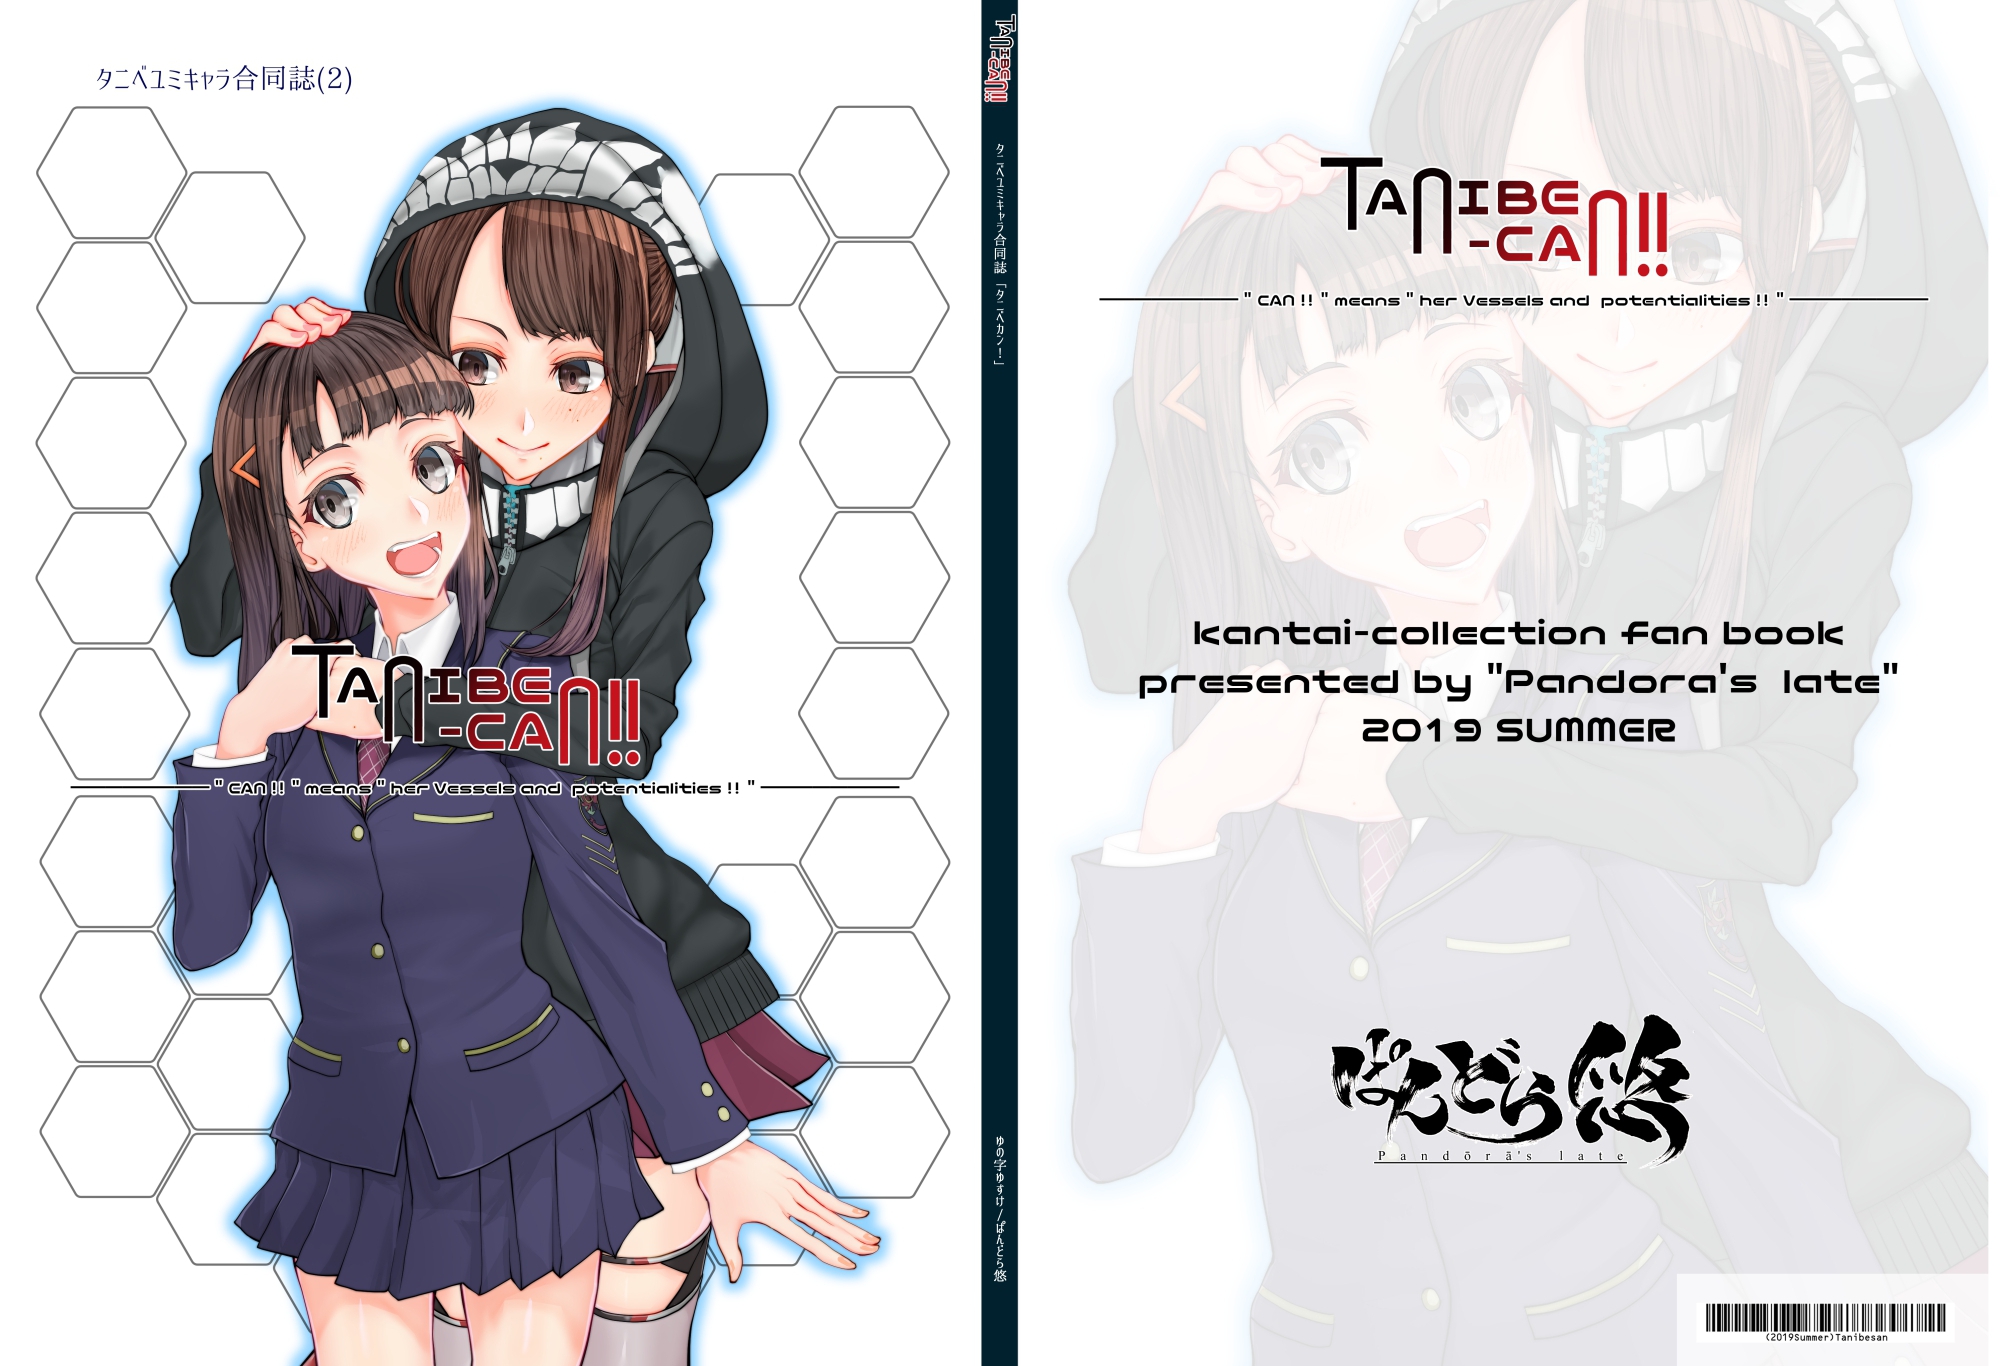 タニベユミキャラ合同誌(2)
TANIBE
-CAN!!
" CAN !! " means " her Vessels and potentialities !! "
TANIBE
-CAN!!
タニベユミキャラ合同誌「タニベカン！」
ゆの字ゆすけ/ぱんどら悠
TANIBE
-CAN!!
" CAN !! " means " her Vessels and potentialities !! "
kantai-collection fan book
presented by "Pandora's late"
2019 SUMMER
ぱんどら悠
Pandōrā's late
(2019Summer)Tanibesan